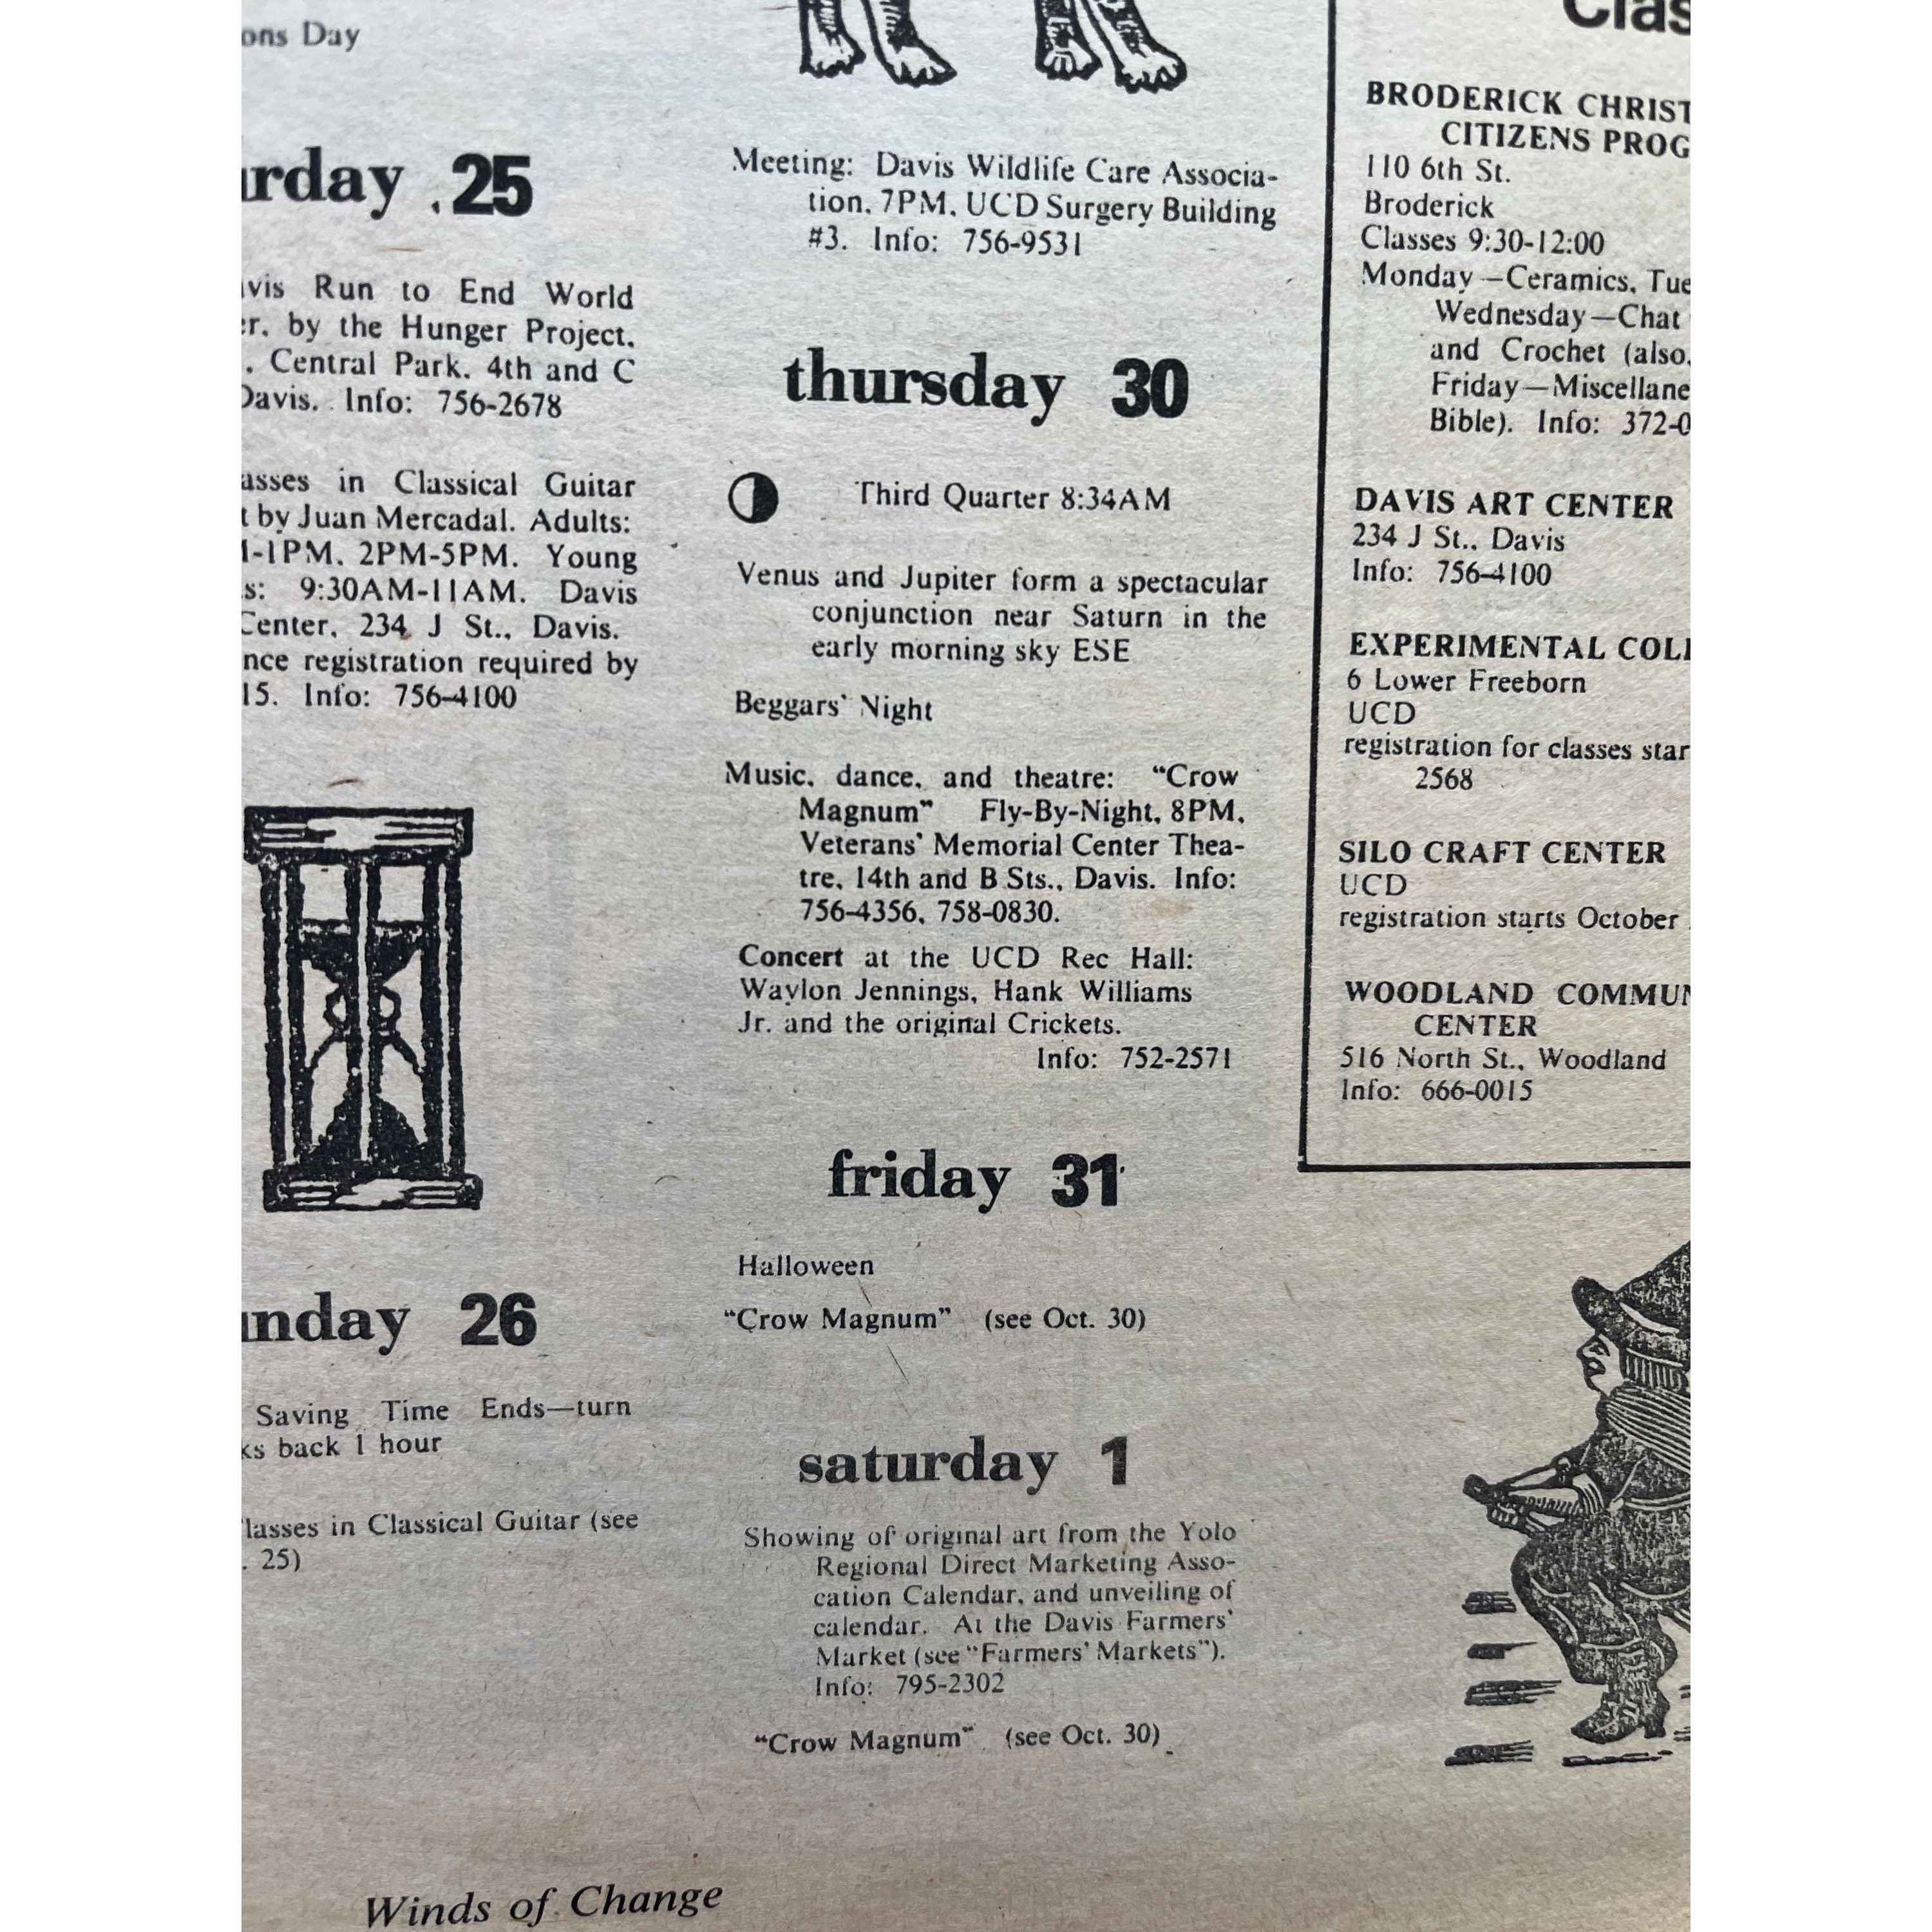 ons Day
rday 25
vis Run to End World
r, by the Hunger Project,
, Central Park, 4th and C
Davis. Info: 756-2678
asses in Classical Guitar
t by Juan Mercadal. Adults:
-1PM, 2PM-5PM. Young
s: 9:30AM-11AM. Davis
Center, 234 J St., Davis.
nce registration required by
15. Info: 756-4100
nday 26
Saving Time Ends—turn
ks back 1 hour
lasses in Classical Guitar (see
. 25)
Meeting: Davis Wildlife Care Associa-
tion, 7PM, UCD Surgery Building
#3. Info: 756-9531
thursday 30
Third Quarter 8:34AM
Venus and Jupiter form a spectacular
conjunction near Saturn in the
early morning sky ESE
Beggars' Night
Music, dance, and theatre: "Crow
Magnum" Fly-By-Night, 8PM,
Veterans' Memorial Center Thea-
tre, 14th and B Sts., Davis. Info:
756-4356, 758-0830.
Concert at the UCD Rec Hall:
Waylon Jennings, Hank Williams
Jr. and the original Crickets.
Info: 752-2571
friday 31
Halloween
"Crow Magnum" (see Oct. 30)
saturday 1
Showing of original art from the Yolo
Regional Direct Marketing Asso-
cation Calendar, and unveiling of
calendar. At the Davis Farmers'
Market (see "Farmers' Markets").
Info: 795-2302
"Crow Magnum" (see Oct. 30)
Clas
BRODERICK CHRIST
CITIZENS PROG
110 6th St.
Broderick
Classes 9:30-12:00
Monday—Ceramics, Tue
Wednesday—Chat
and Crochet (also,
Friday—Miscellane
Bible). Info: 372-0
DAVIS ART CENTER
234 J St., Davis
Info: 756-4100
EXPERIMENTAL COLL
6 Lower Freeborn
UCD
registration for classes star
2568
SILO CRAFT CENTER
UCD
registration starts October
WOODLAND COMMUN
CENTER
516 North St., Woodland
Info: 666-0015
Winds of Change